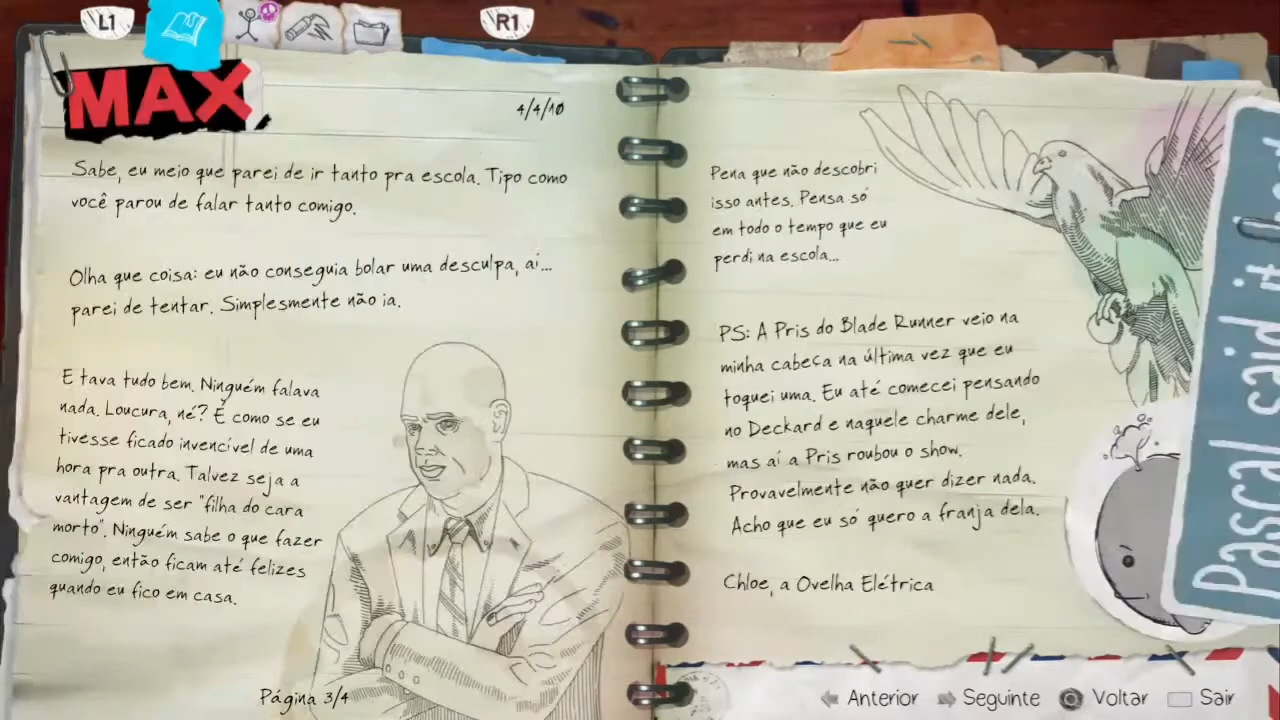 L1
R1
MAX
4/4/10
Sabe, eu meio que parei de ir tanto pra escola. Tipo como
você parou de falar tanto comigo.
Olha que coisa: eu não conseguia bolar uma desculpa, aí...
parei de tentar. Simplesmente não ia.
E tava tudo bem. Ninguém falava
nada. Loucura, né? É como se eu
tivesse ficado invencível de uma
hora pra outra. Talvez seja a
vantagem de ser "filha do cara
morto". Ninguém sabe o que fazer
comigo, então ficam até felizes
quando eu fico em casa.
Página 3/4
Pena que não descobri
isso antes. Pensa só
em todo o tempo que eu
perdi na escola...
PS: A Pris do Blade Runner veio na
minha cabeça na última vez que eu
toquei uma. Eu até comecei pensando
no Deckard e naquele charme dele,
mas aí a Pris roubou o show.
Provavelmente não quer dizer nada.
Acho que eu só quero a franja dela.
Chloe, a Ovelha Elétrica
Pascal said it
Anterior
Seguinte
Voltar
Sair